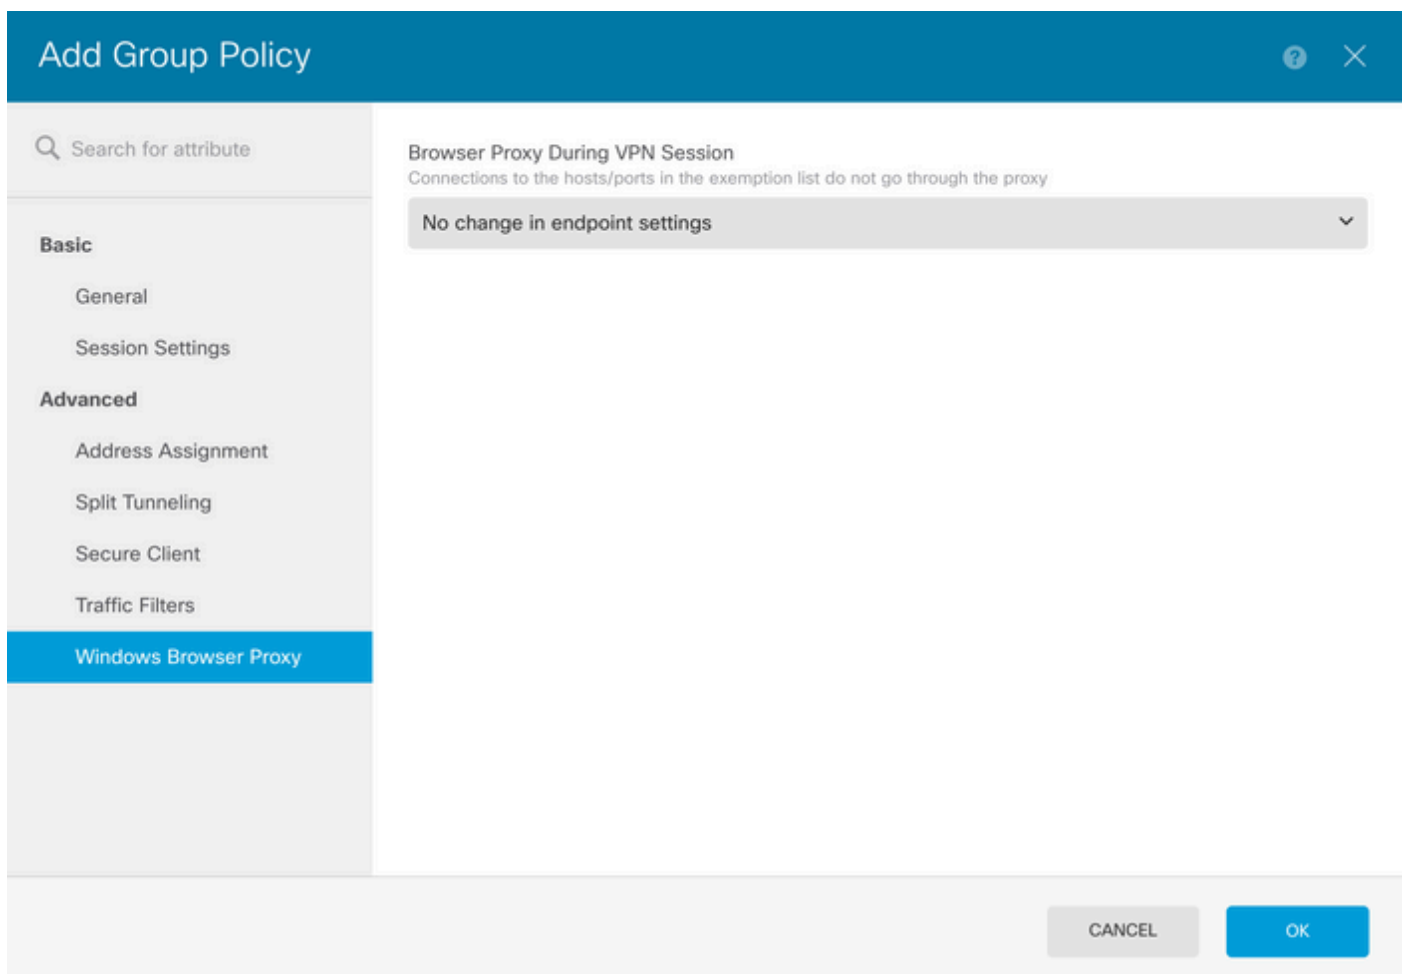 Add Group Policy
?
Search for attribute
Basic
General
Session Settings
Advanced
Address Assignment
Split Tunneling
Secure Client
Traffic Filters
Windows Browser Proxy
Browser Proxy During VPN Session
Connections to the hosts/ports in the exemption list do not go through the proxy
No change in endpoint settings
CANCEL
OK